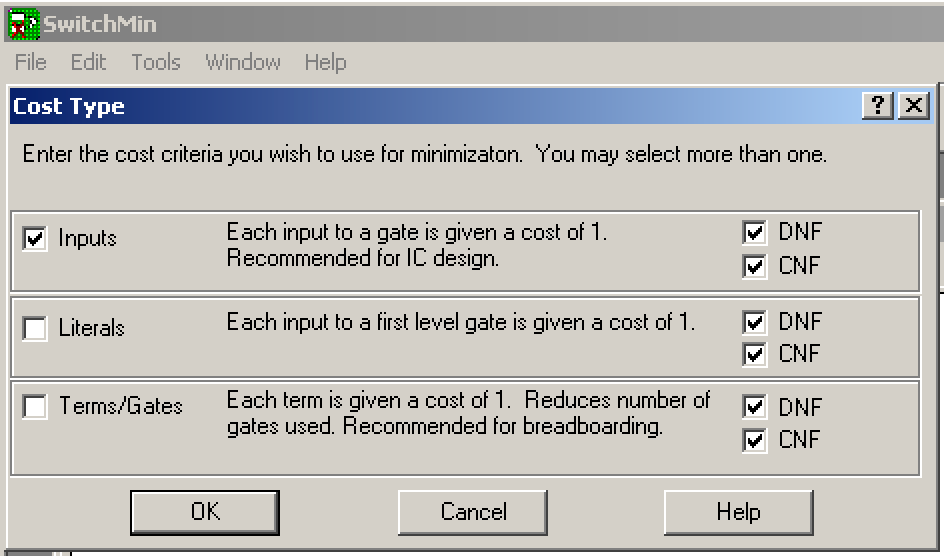 SwitchMin
File Edit Tools Window Help
Cost Type
Enter the cost criteria you wish to use for minimizaton. You may select more than one.
Inputs
Each input to a gate is given a cost of 1.
Recommended for IC design.
DNF
CNF
Literals
Each input to a first level gate is given a cost of 1.
DNF
CNF
Terms/Gates
Each term is given a cost of 1. Reduces number of
gates used. Recommended for breadboarding.
DNF
CNF
OK Cancel Help